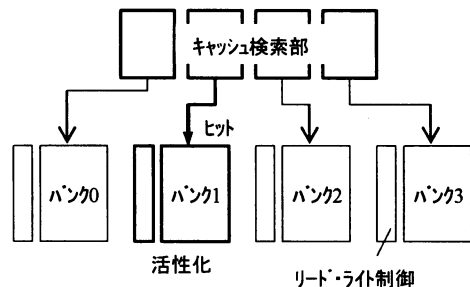 キャッシュ検索部
ヒット
バンク0
バンク1
バンク2
バンク3
活性化
リード・ライト制御